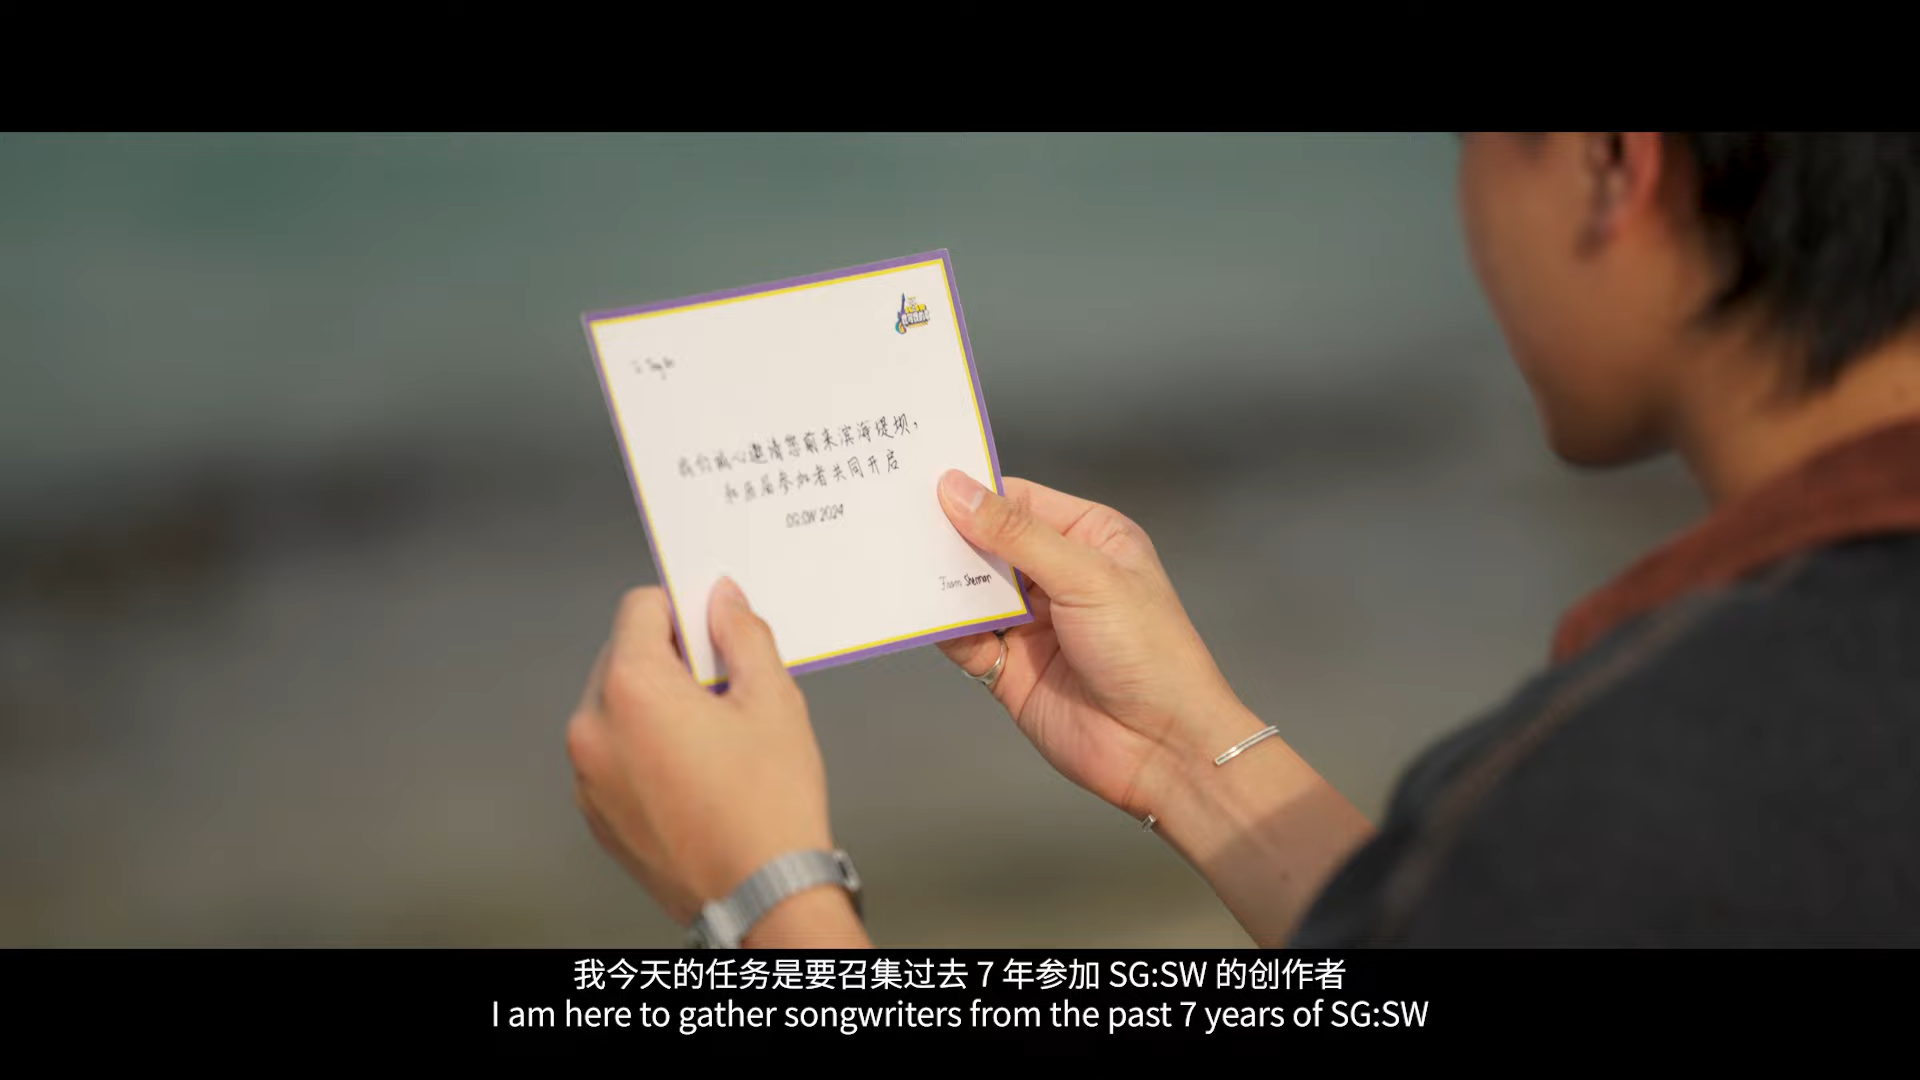 我们诚心邀请您前来滨海堤坝，
和历届参加者共同开启
SG:SW 2024
From Sherman
我今天的任务是要召集过去 7 年参加 SG:SW 的创作者
I am here to gather songwriters from the past 7 years of SG:SW